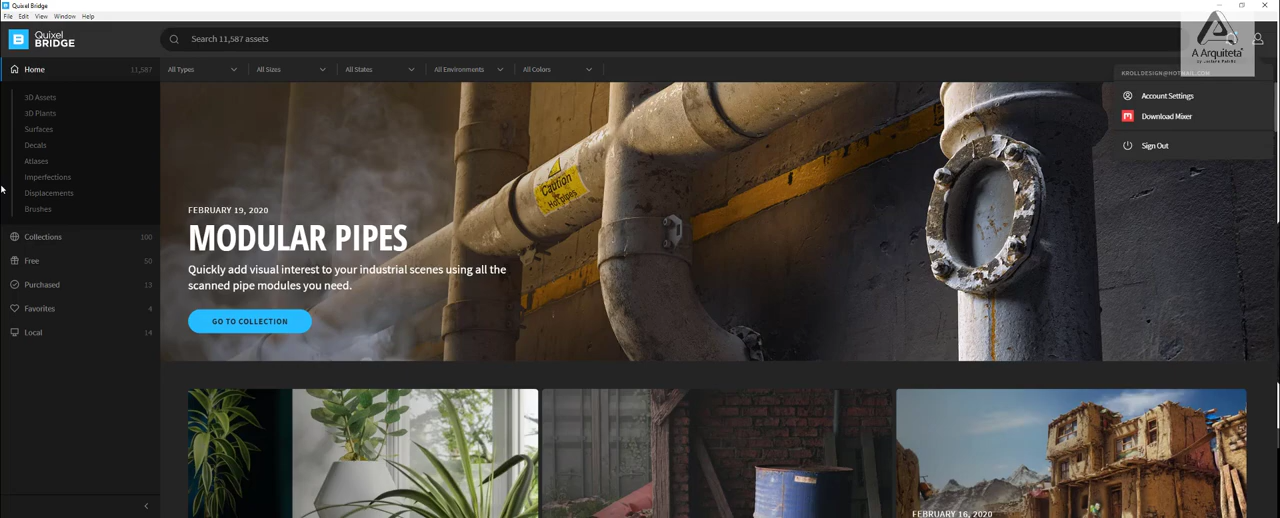 Quixel Bridge
File Edit View Window Help
Quixel
BRIDGE
Search 11,587 assets
A Arquiteta
Home 11,587
All Types
All Sizes
All States
All Environments
All Colors
KROLLDESIGN@HOTMAIL.COM
Account Settings
Download Mixer
Sign Out
3D Assets
3D Plants
Surfaces
Decals
Atlases
Imperfections
Displacements
Brushes
Collections 100
Free 50
Purchased 13
Favorites 4
Local 14
Caution
Hot pipes
FEBRUARY 19, 2020
MODULAR PIPES
Quickly add visual interest to your industrial scenes using all the
scanned pipe modules you need.
GO TO COLLECTION
FEBRUARY 16, 2020